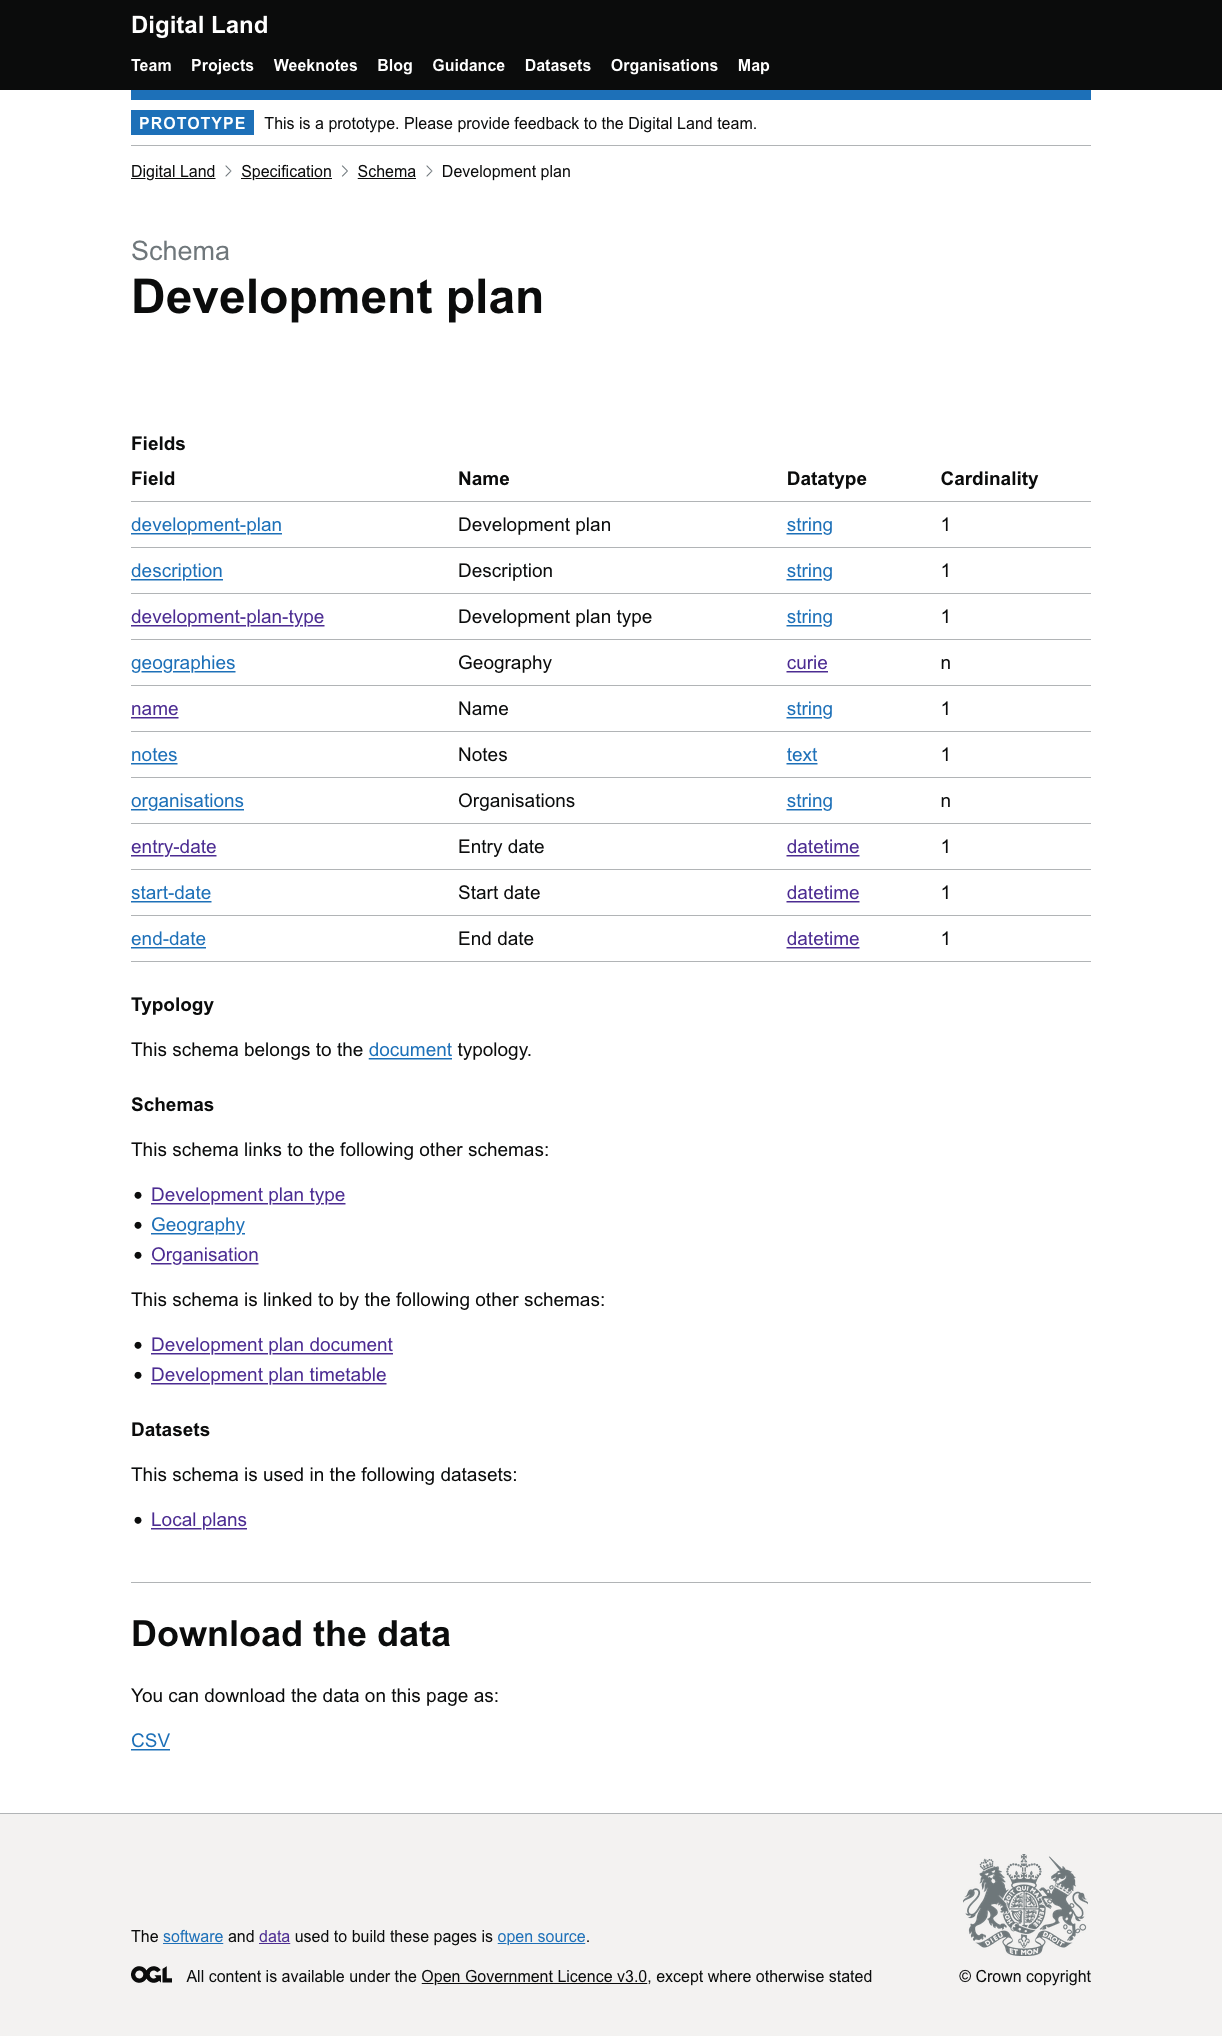 Digital Land
Team Projects Weeknotes Blog Guidance Datasets Organisations Map
PROTOTYPE This is a prototype. Please provide feedback to the Digital Land team.
Digital Land > Specification > Schema > Development plan
Schema
Development plan
Fields
Field Name Datatype Cardinality
development-plan Development plan string 1
description Description string 1
development-plan-type Development plan type string 1
geographies Geography curie n
name Name string 1
notes Notes text 1
organisations Organisations string n
entry-date Entry date datetime 1
start-date Start date datetime 1
end-date End date datetime 1
Typology
This schema belongs to the document typology.
Schemas
This schema links to the following other schemas:
• Development plan type
• Geography
• Organisation
This schema is linked to by the following other schemas:
• Development plan document
• Development plan timetable
Datasets
This schema is used in the following datasets:
• Local plans
Download the data
You can download the data on this page as:
CSV
The software and data used to build these pages is open source.
OGL All content is available under the Open Government Licence v3.0, except where otherwise stated
DIEU ET MON DROIT
© Crown copyright